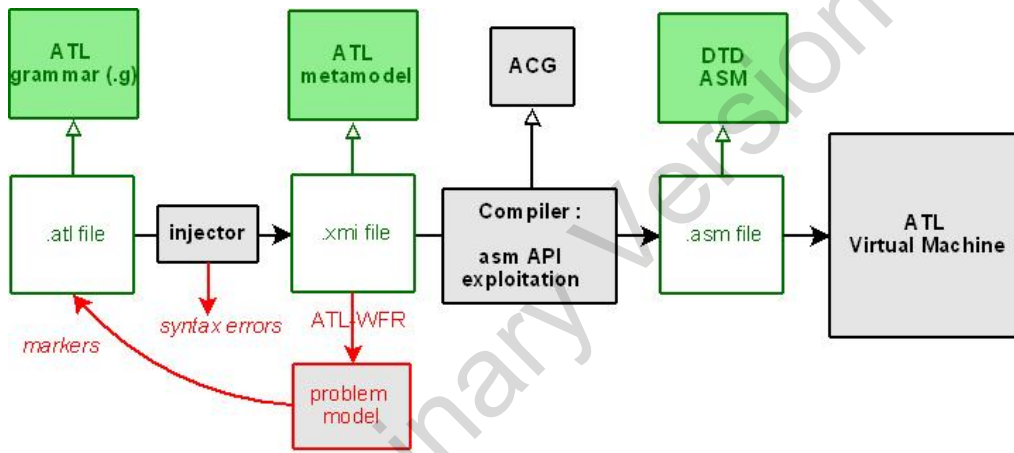 ATL
grammar (.g)
ATL
metamodel
ACG
DTD
ASM
.atl file
injector
.xmi file
Compiler :
asm API
exploitation
.asm file
ATL
Virtual Machine
markers
syntax errors
ATL-WFR
problem
model
inary Version